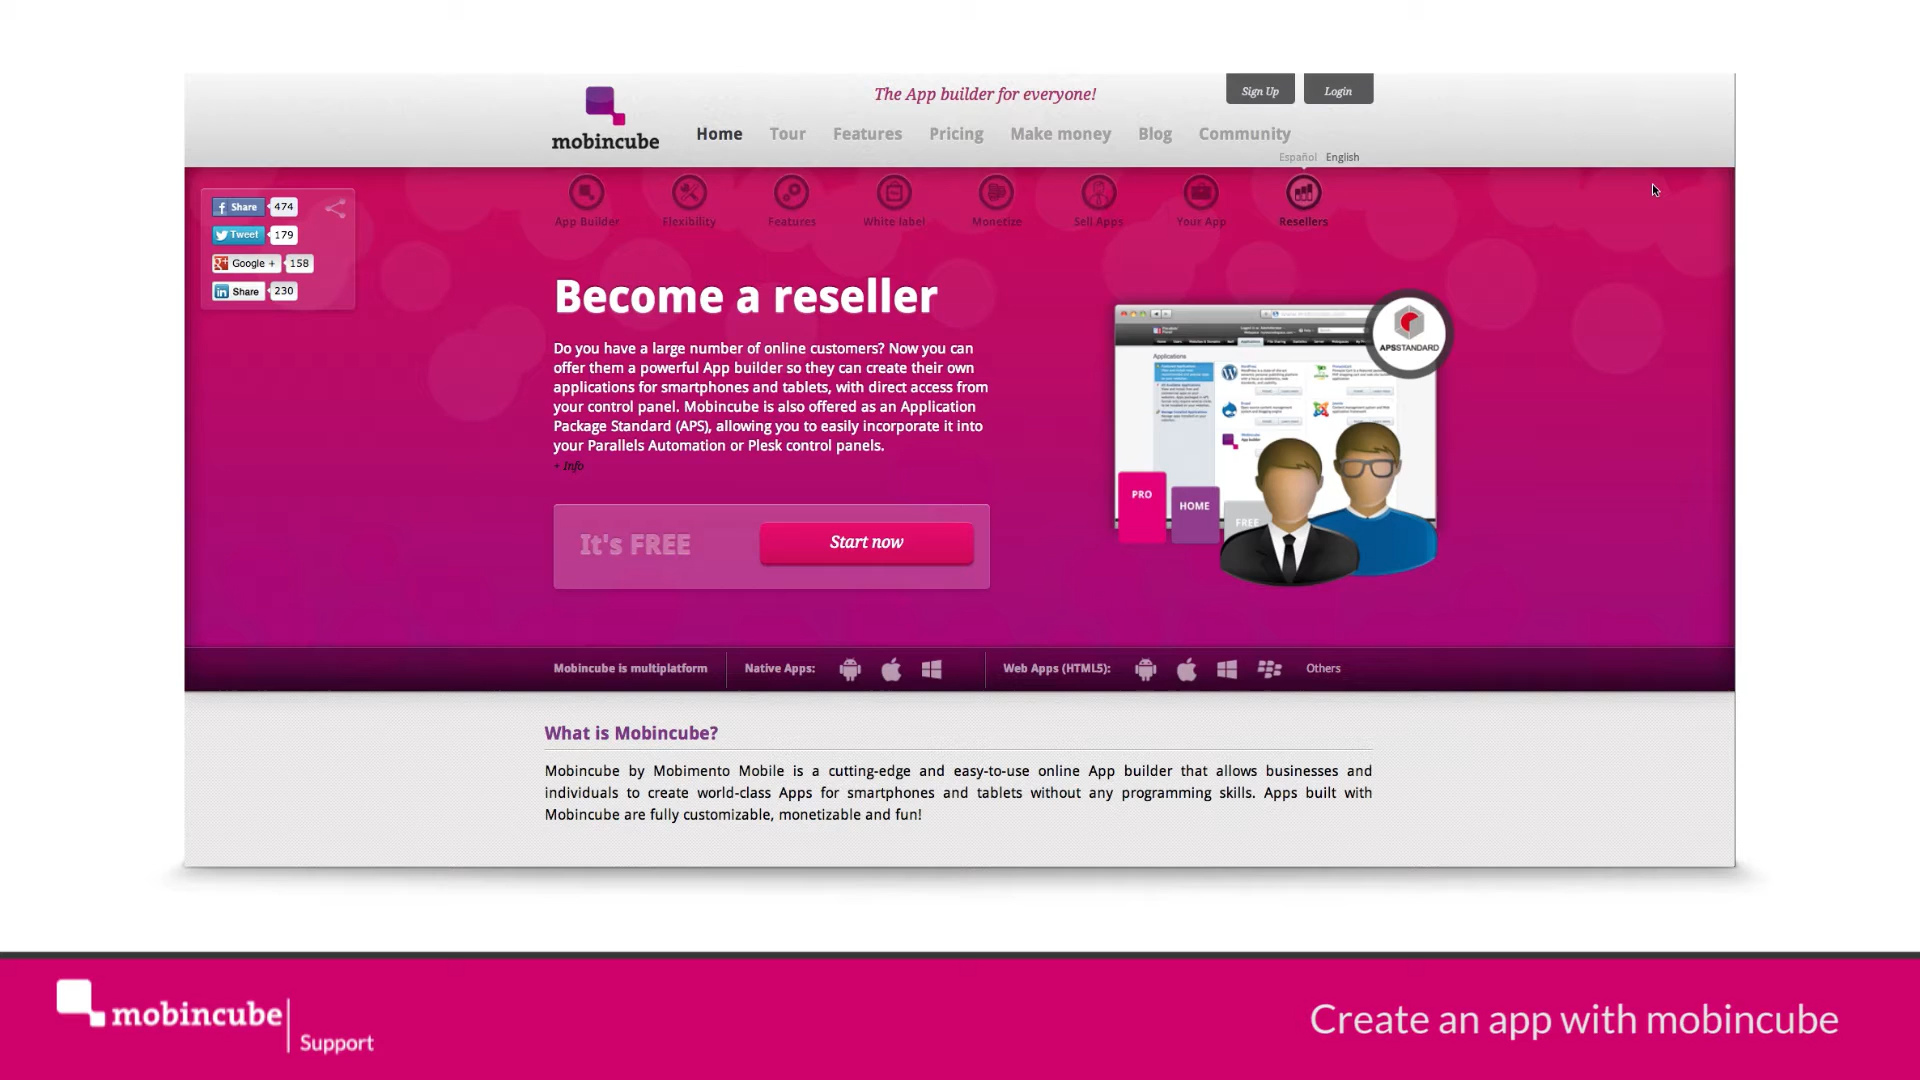 The App builder for everyone!
Sign Up
Login
mobincube
Home
Tour
Features
Pricing
Make money
Blog
Community
Español
English
Share 474
Tweet 179
Google + 158
Share 230
App Builder
Flexibility
Features
White label
Monetize
Sell Apps
Your App
Resellers
Become a reseller
Do you have a large number of online customers? Now you can
offer them a powerful App builder so they can create their own
applications for smartphones and tablets, with direct access from
your control panel. Mobincube is also offered as an Application
Package Standard (APS), allowing you to easily incorporate it into
your Parallels Automation or Plesk control panels.
+ Info
It's FREE
Start now
APSSTANDARD
Applications
PRO
HOME
FREE
Mobincube is multiplatform
Native Apps:
Web Apps (HTML5):
Others
What is Mobincube?
Mobincube by Mobimento Mobile is a cutting-edge and easy-to-use online App builder that allows businesses and
individuals to create world-class Apps for smartphones and tablets without any programming skills. Apps built with
Mobincube are fully customizable, monetizable and fun!
mobincube
Support
Create an app with mobincube